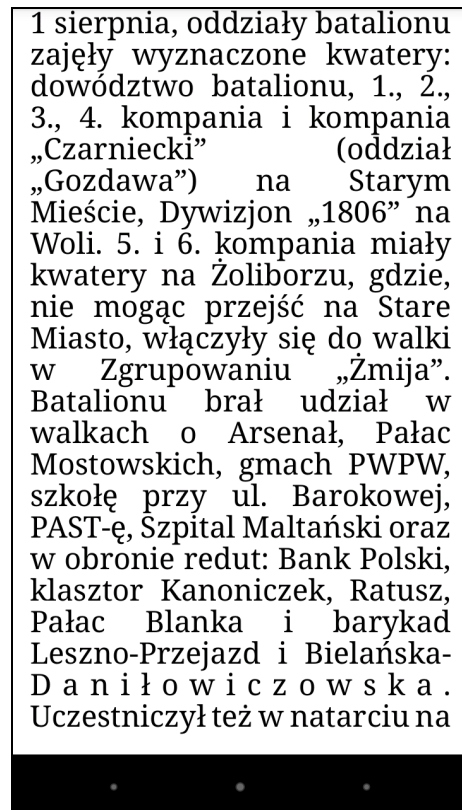 1 sierpnia, oddziały batalionu
zajęły wyznaczone kwatery:
dowództwo batalionu, 1., 2.,
3., 4. kompania i kompania
„Czarniecki” (oddział
„Gozdawa”) na Starym
Mieście, Dywizjon „1806” na
Woli. 5. i 6. kompania miały
kwatery na Żoliborzu, gdzie,
nie mogąc przejść na Stare
Miasto, włączyły się do walki
w Zgrupowaniu „Żmija”.
Batalionu brał udział w
walkach o Arsenał, Pałac
Mostowskich, gmach PWPW,
szkołę przy ul. Barokowej,
PAST-ę, Szpital Maltański oraz
w obronie redut: Bank Polski,
klasztor Kanoniczek, Ratusz,
Pałac Blanka i barykad
Leszno-Przejazd i Bielańska-
Daniłowiczowska.
Uczestniczył też w natarciu na